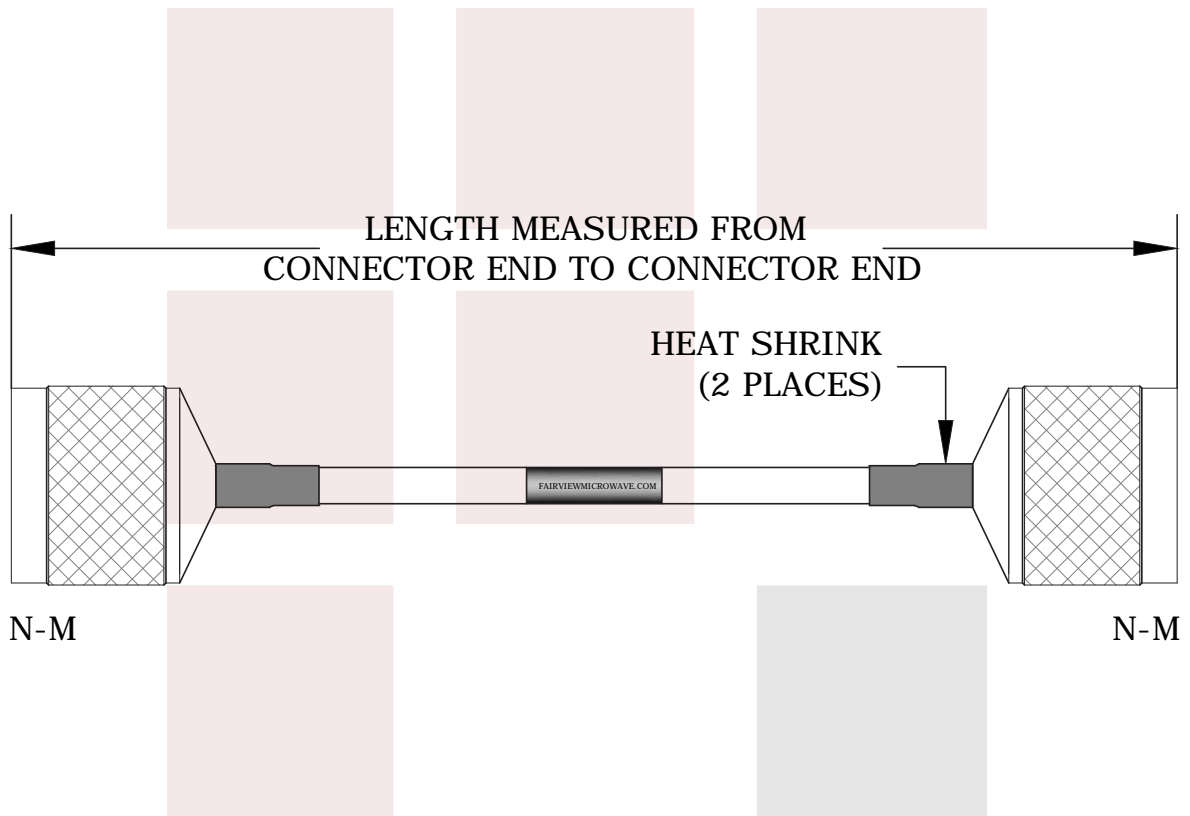 LENGTH MEASURED FROM
CONNECTOR END TO CONNECTOR END
HEAT SHRINK
(2 PLACES)
FAIRVIEWMICROWAVE.COM
N-M
N-M